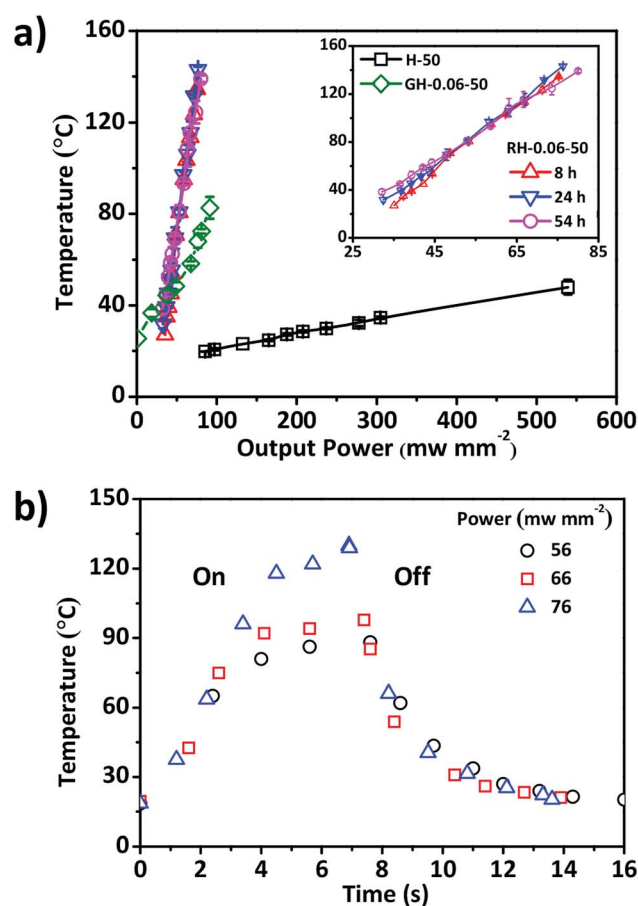 a)
160
120
80
40
0
Temperature (°C)
0 100 200 300 400 500 600
Output Power (mw mm⁻²)
H-50
GH-0.06-50
160
120
80
40
0
25 45 65 85
RH-0.06-50
8 h
24 h
54 h
b)
150
120
90
60
30
0
Temperature (°C)
On
Off
Power (mw mm⁻²)
56
66
76
0 2 4 6 8 10 12 14 16
Time (s)